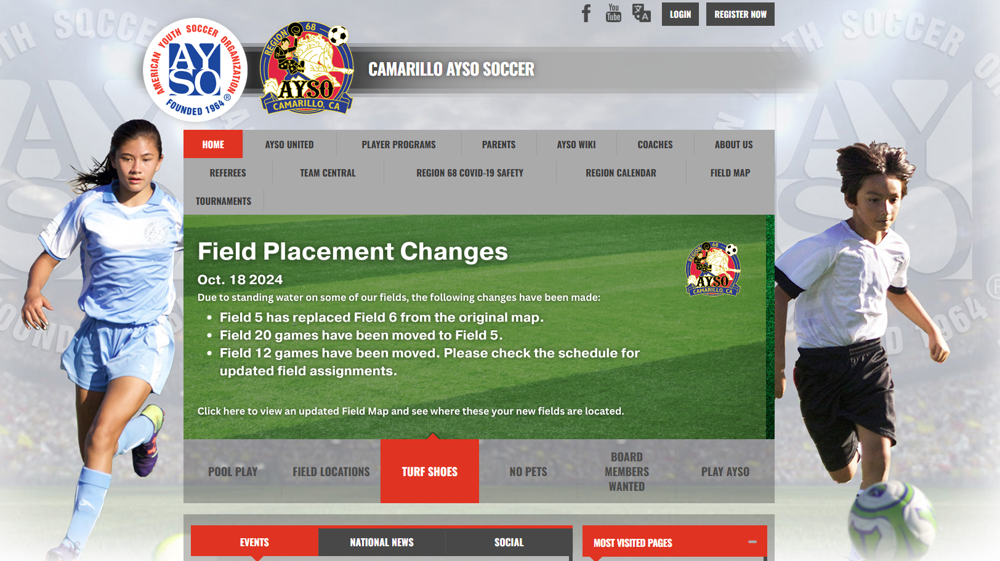 LOGIN
REGISTER NOW
You
Tube
AMERICAN YOUTH SOCCER ORGANIZATION
AY
SO
®
FOUNDED 1964
REGION 68
AYSO
CAMARILLO, CA
CAMARILLO AYSO SOCCER
HOME
AYSO UNITED
PLAYER PROGRAMS
PARENTS
AYSO WIKI
COACHES
ABOUT US
REFEREES
TEAM CENTRAL
REGION 68 COVID-19 SAFETY
REGION CALENDAR
FIELD MAP
TOURNAMENTS
Field Placement Changes
Oct. 18 2024
Due to standing water on some of our fields, the following changes have been made:
• Field 5 has replaced Field 6 from the original map.
• Field 20 games have been moved to Field 5.
• Field 12 games have been moved. Please check the schedule for
updated field assignments.
REGION 68
AYSO
CAMARILLO, CA
Click here to view an updated Field Map and see where these your new fields are located.
POOL PLAY
FIELD LOCATIONS
TURF SHOES
NO PETS
BOARD
MEMBERS
WANTED
PLAY AYSO
EVENTS
NATIONAL NEWS
SOCIAL
MOST VISITED PAGES